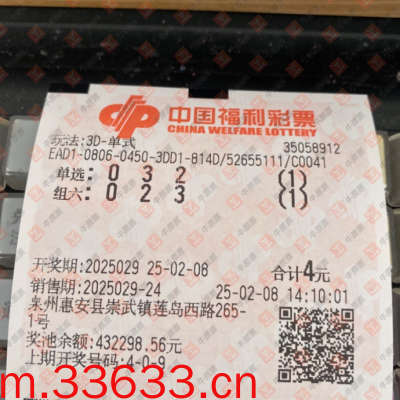 中国福利彩票
CHINA WELFARE LOTTERY
玩法:3D-单式 35058912
EAD1-0806-0450-3DD1-814D/52655111/C0041
单选: 0 3 2 (1)
组六: 0 2 3 (1)
开奖期:2025029 25-02-08 合计4元
销售期:2025029-24 25-02-08 14:10:01
泉州惠安县崇武镇莲岛西路265-
1号
奖池余额:432298.56元
上期开奖号码:4-0-9
m.33633.cn